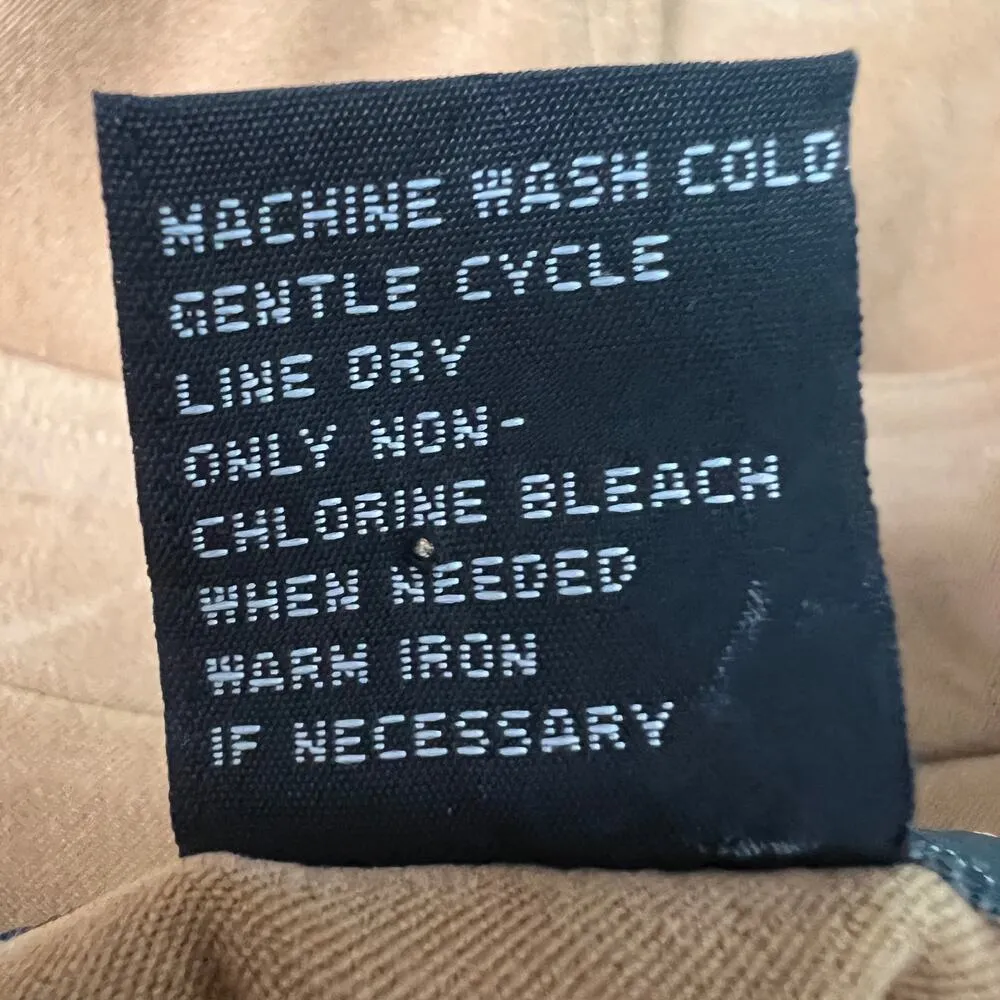 MACHINE WASH COLD
GENTLE CYCLE
LINE DRY
ONLY NON-
CHLORINE BLEACH
WHEN NEEDED
WARM IRON
IF NECESSARY